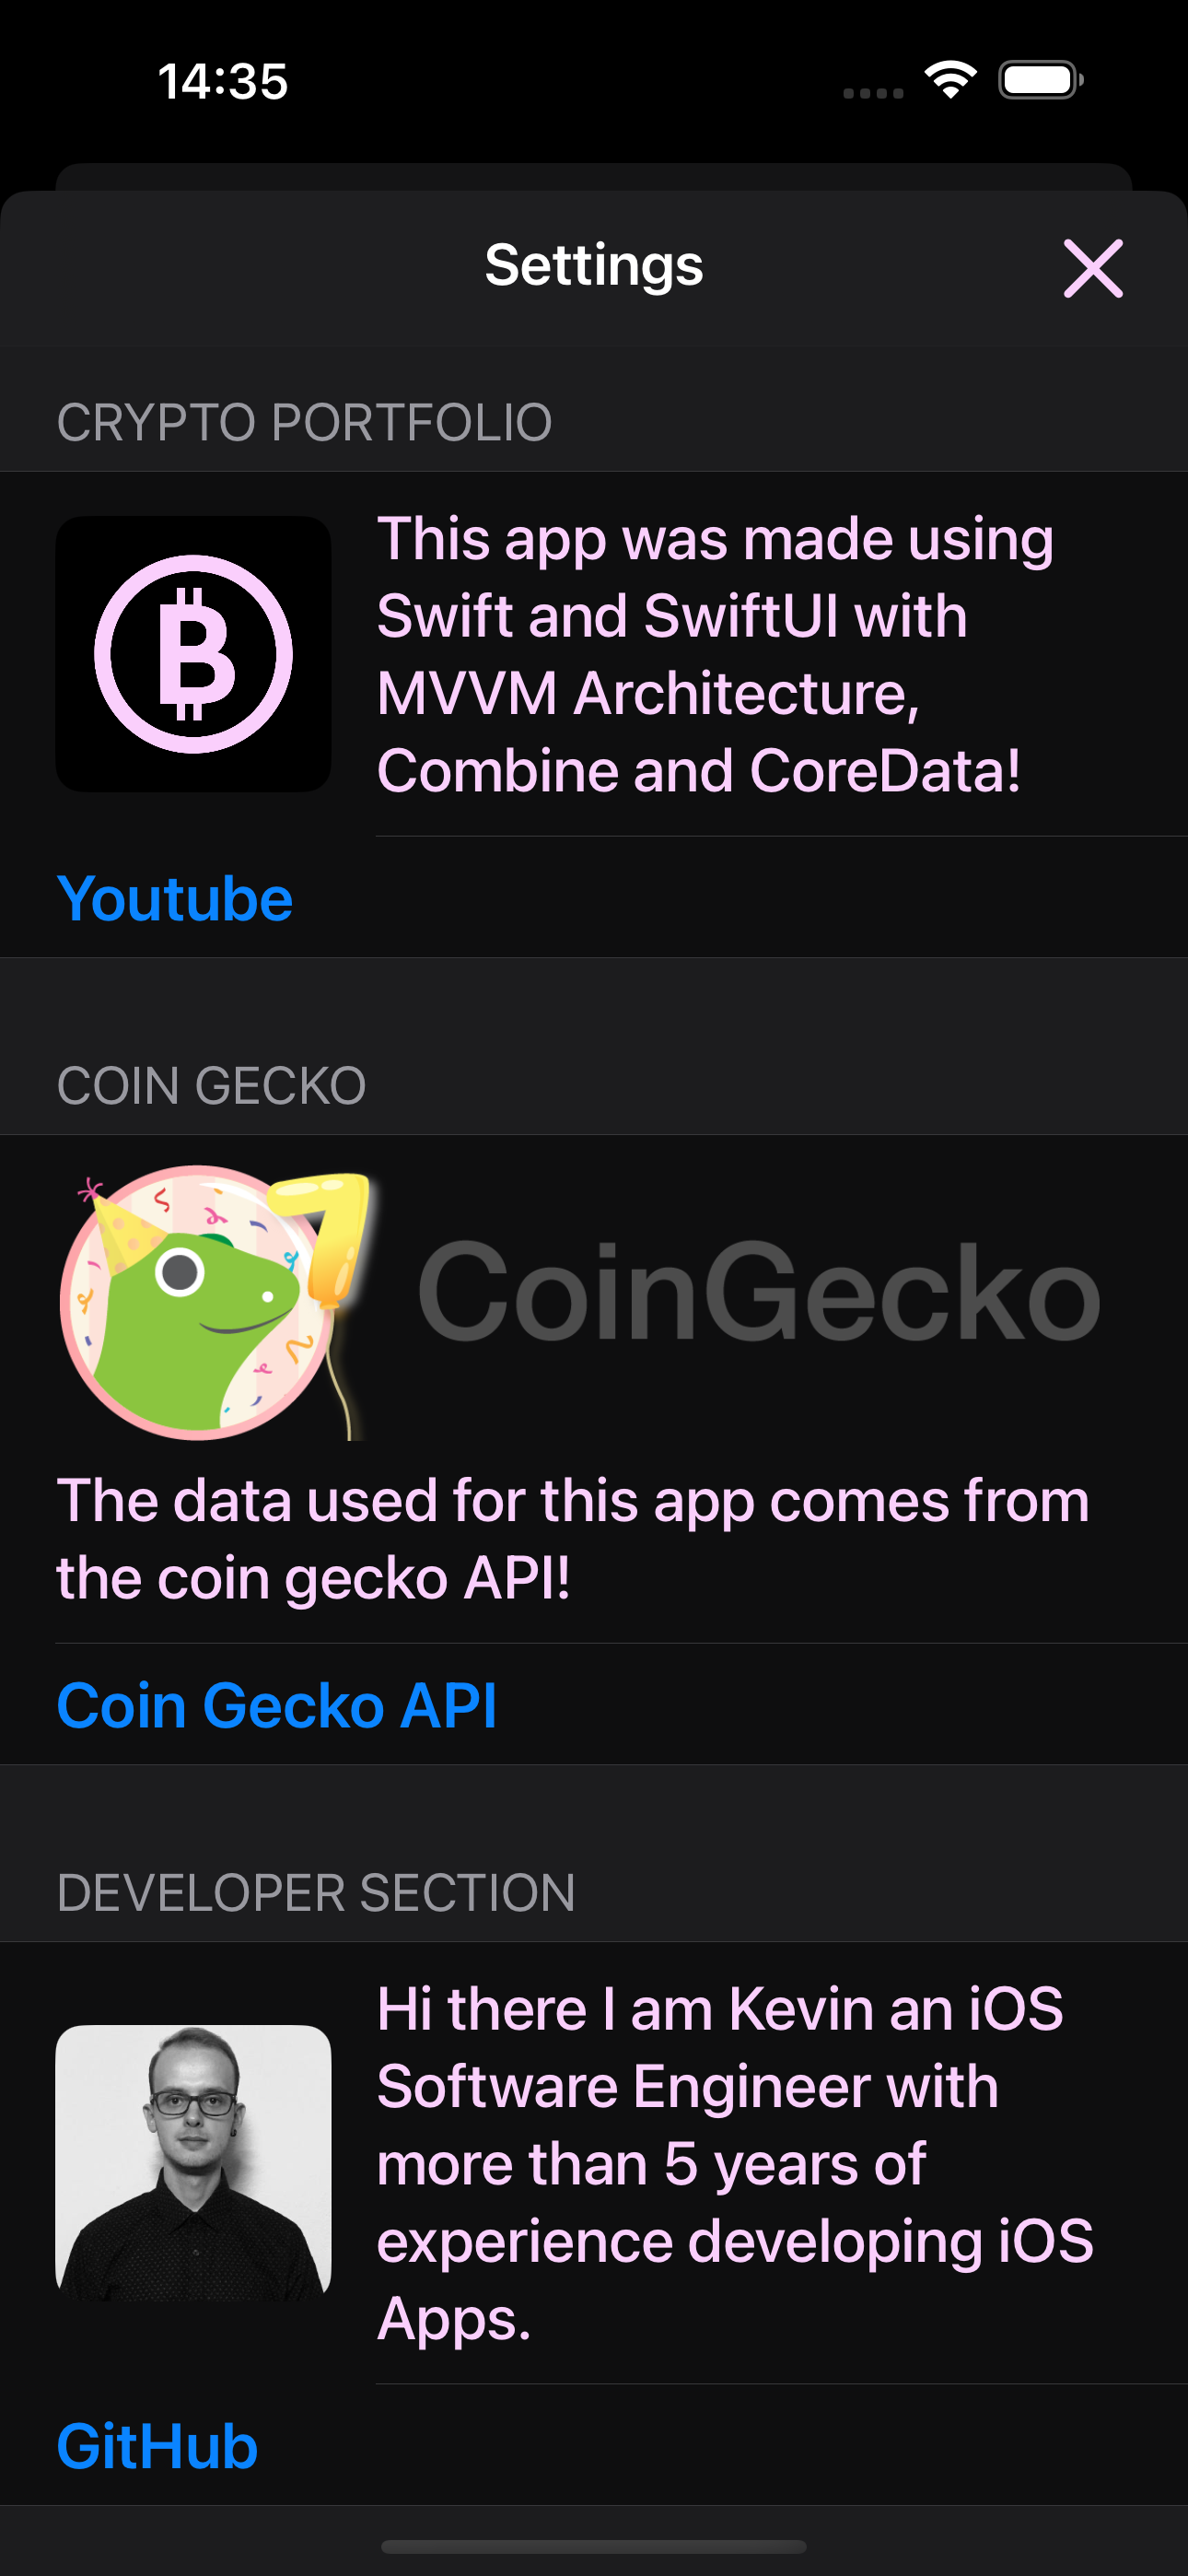 14:35
Settings
CRYPTO PORTFOLIO
This app was made using
Swift and SwiftUI with
MVVM Architecture,
Combine and CoreData!
Youtube
COIN GECKO
7
CoinGecko
The data used for this app comes from
the coin gecko API!
Coin Gecko API
DEVELOPER SECTION
Hi there I am Kevin an iOS
Software Engineer with
more than 5 years of
experience developing iOS
Apps.
GitHub